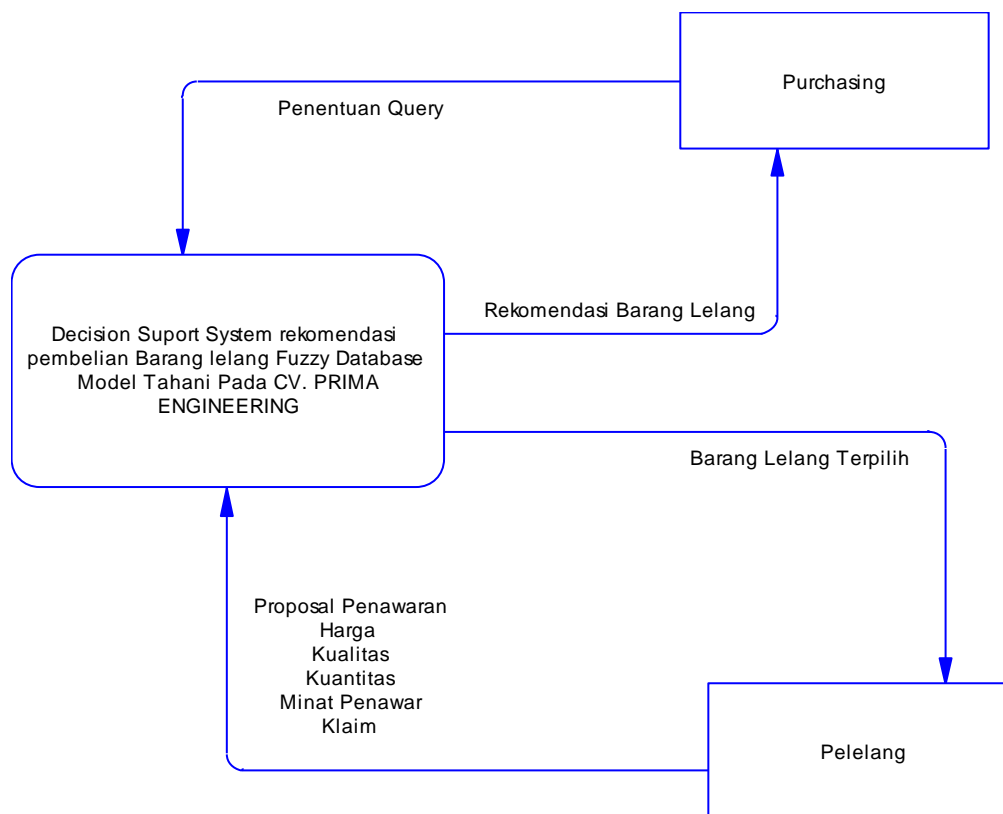 Purchasing
Penentuan Query
Decision Suport System rekomendasi
pembelian Barang lelang Fuzzy Database
Model Tahani Pada CV. PRIMA
ENGINEERING
Rekomendasi Barang Lelang
Barang Lelang Terpilih
Proposal Penawaran
Harga
Kualitas
Kuantitas
Minat Penawar
Klaim
Pelelang